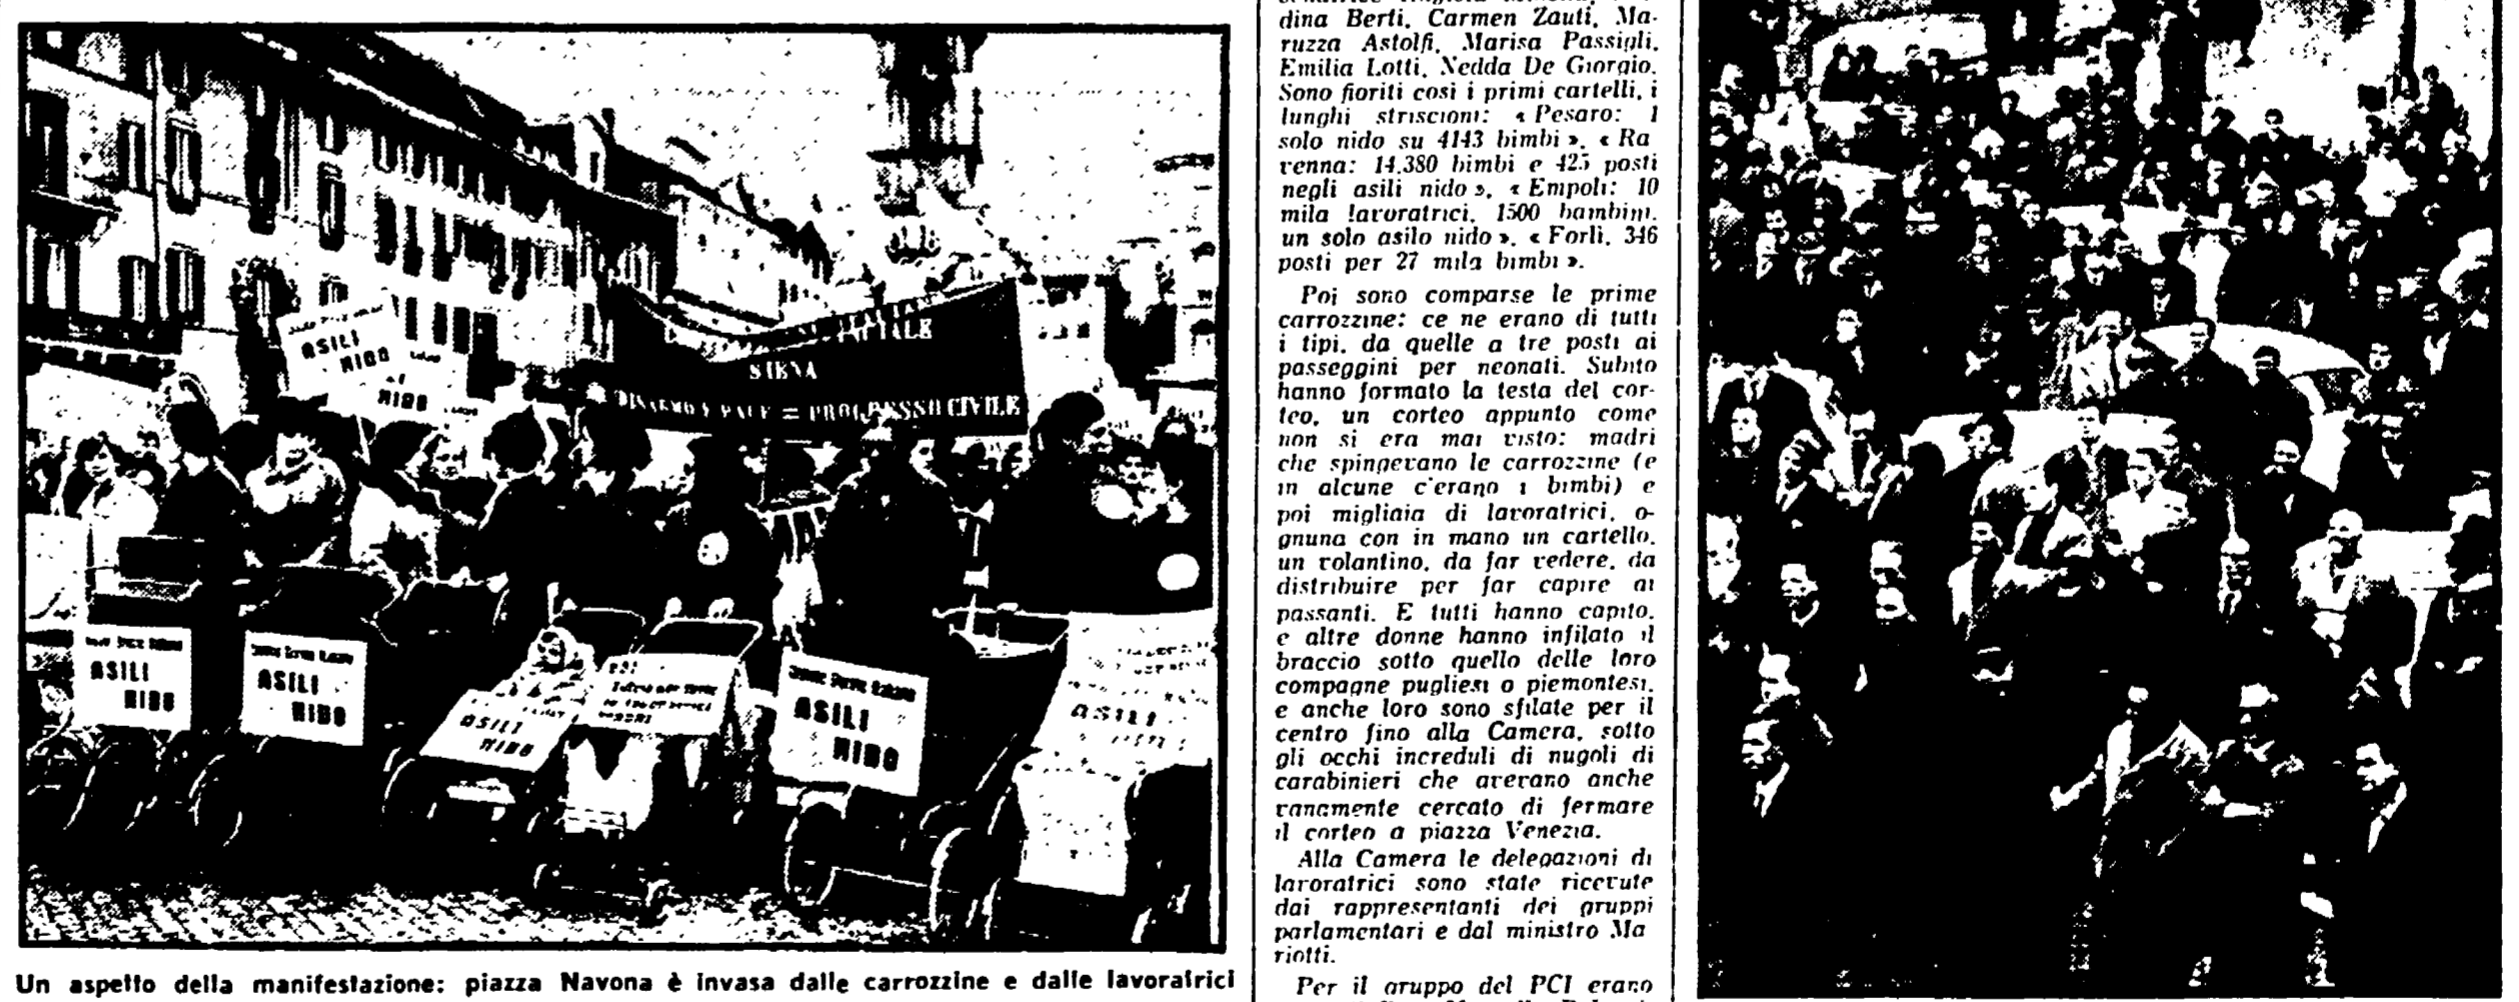 ASILI
NIDO
ASILI
NIDO
SIENA
= PROGRESSO CIVILE
ASILI
NIDO
ASILI
NIDO
ASILI
NIDO
ASILI
NIDO
ASILI
Un aspetto della manifestazione: piazza Navona è invasa dalle carrozzine e dalle lavoratrici
dina Berti, Carmen Zauti, Ma-
ruzza Astolfi, Marisa Passigli,
Emilia Lotti, Nedda De Giorgio.
Sono fioriti così i primi cartelli, i
lunghi striscioni: « Pesaro: 1
solo nido su 4143 bimbi », « Ra
venna: 14.380 bimbi e 425 posti
negli asili nido », « Empoli: 10
mila lavoratrici, 1500 bambini,
un solo asilo nido », « Forlì, 346
posti per 27 mila bimbi ».
Poi sono comparse le prime
carrozzine: ce ne erano di tutti
i tipi, da quelle a tre posti ai
passeggini per neonati. Subito
hanno formato la testa del cor-
teo, un corteo appunto come
non si era mai visto: madri
che spingevano le carrozzine (e
in alcune c'erano i bimbi) e
poi migliaia di lavoratrici, o-
gnuna con in mano un cartello,
un volantino, da far vedere, da
distribuire per far capire ai
passanti. E tutti hanno capito,
e altre donne hanno infilato il
braccio sotto quello delle loro
compagne pugliesi o piemontesi,
e anche loro sono sfilate per il
centro fino alla Camera, sotto
gli occhi increduli di nugoli di
carabinieri che avevano anche
vanamente cercato di fermare
il corteo a piazza Venezia.
Alla Camera le delegazioni di
lavoratrici sono state ricevute
dai rappresentanti dei gruppi
parlamentari e dal ministro Ma
riotti.
Per il gruppo del PCI erano